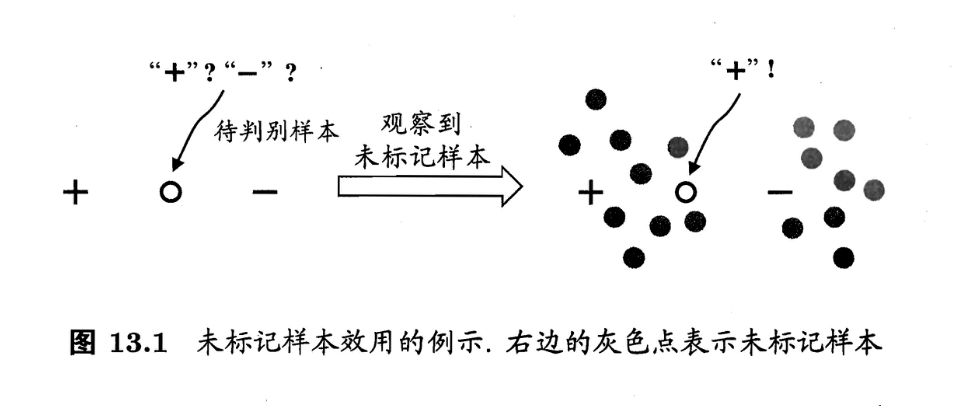 “+”? “−” ?
待判别样本
+
−
观察到
未标记样本
“+” !
+
−
图 13.1 未标记样本效用的例示. 右边的灰色点表示未标记样本